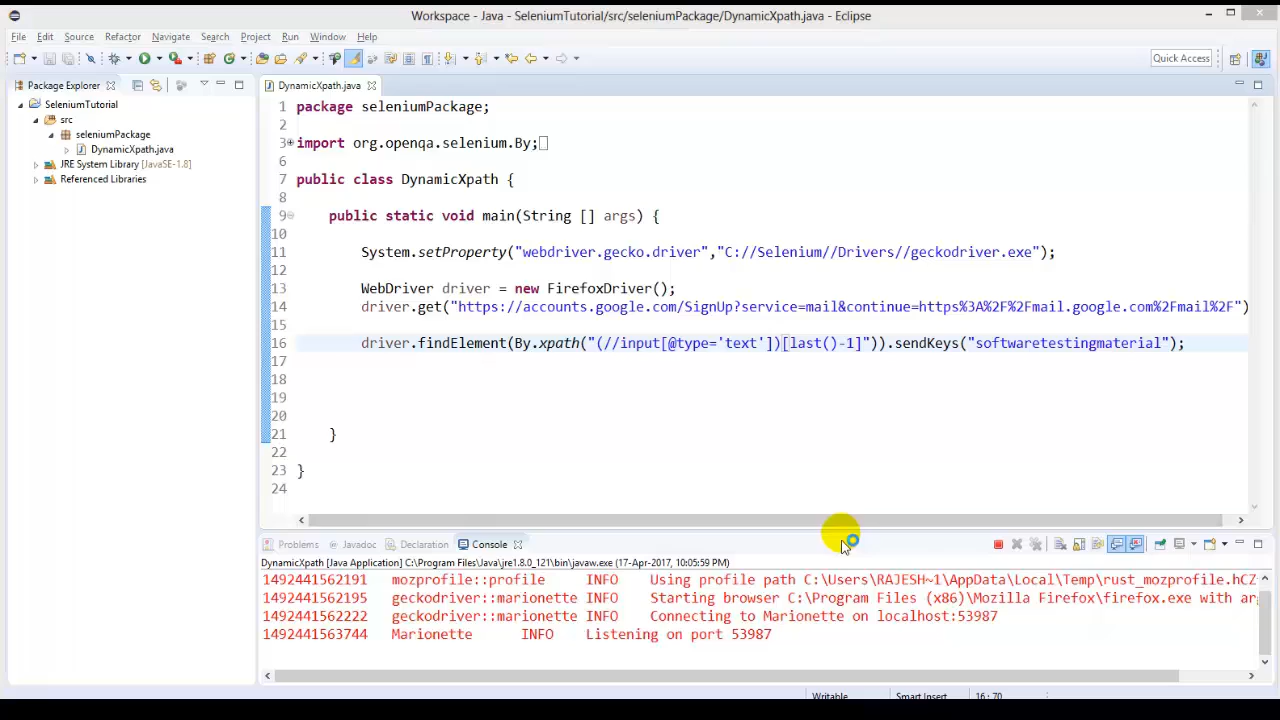 Workspace - Java - SeleniumTutorial/src/seleniumPackage/DynamicXpath.java - Eclipse
File Edit Source Refactor Navigate Search Project Run Window Help
Quick Access
Package Explorer
SeleniumTutorial
src
seleniumPackage
DynamicXpath.java
JRE System Library [JavaSE-1.8]
Referenced Libraries
DynamicXpath.java
1 package seleniumPackage;
2
3 import org.openqa.selenium.By;
6
7 public class DynamicXpath {
8
9 public static void main(String [] args) {
10
11 System.setProperty("webdriver.gecko.driver","C://Selenium//Drivers//geckodriver.exe");
12
13 WebDriver driver = new FirefoxDriver();
14 driver.get("https://accounts.google.com/SignUp?service=mail&continue=https%3A%2F%2Fmail.google.com%2Fmail%2F")
15
16 driver.findElement(By.xpath("(//input[@type='text'])[last()-1]")).sendKeys("softwaretestingmaterial");
17
18
19
20
21 }
22
23 }
24
Problems Javadoc Declaration Console
DynamicXpath [Java Application] C:\Program Files\Java\jre1.8.0_121\bin\javaw.exe (17-Apr-2017, 10:05:59 PM)
1492441562191 mozprofile::profile INFO Using profile path C:\Users\RAJESH~1\AppData\Local\Temp\rust_mozprofile.hCZ
1492441562195 geckodriver::marionette INFO Starting browser C:\Program Files (x86)\Mozilla Firefox\firefox.exe with ar
1492441562222 geckodriver::marionette INFO Connecting to Marionette on localhost:53987
1492441563744 Marionette INFO Listening on port 53987
Writable Smart Insert 16 : 70